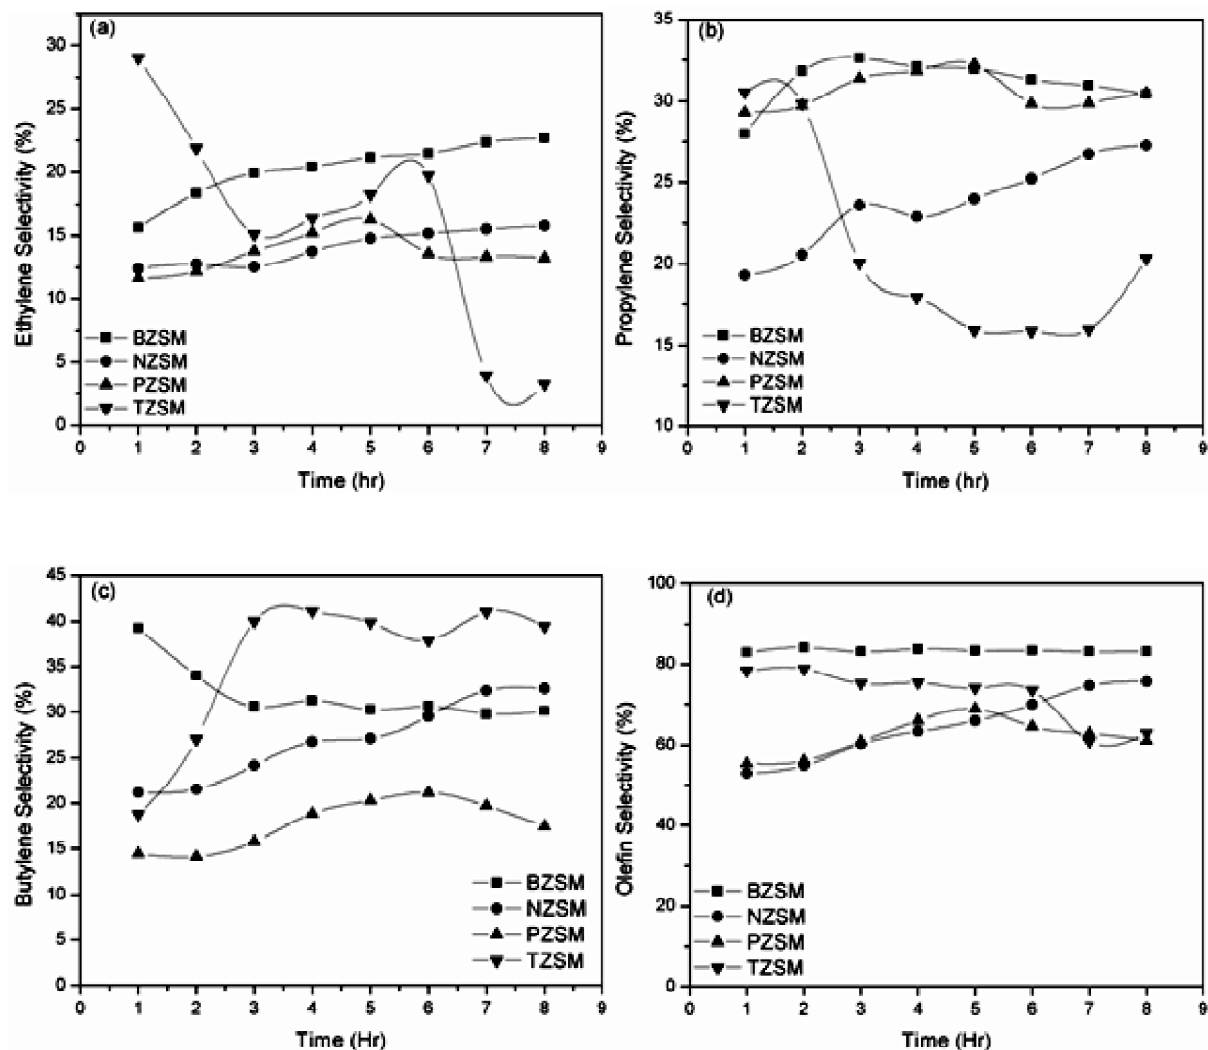 (a)
30
25
20
15
10
5
0
Ethylene Selectivity (%)
BZSM
NZSM
PZSM
TZSM
0 1 2 3 4 5 6 7 8 9
Time (hr)
(b)
35
30
25
20
15
10
Propylene Selectivity (%)
BZSM
NZSM
PZSM
TZSM
0 1 2 3 4 5 6 7 8 9
Time (hr)
(c)
45
40
35
30
25
20
15
10
5
0
Butylene Selectivity (%)
BZSM
NZSM
PZSM
TZSM
0 1 2 3 4 5 6 7 8 9
Time (Hr)
(d)
100
80
60
40
20
0
Olefin Selectivity (%)
BZSM
NZSM
PZSM
TZSM
0 1 2 3 4 5 6 7 8 9
Time (Hr)